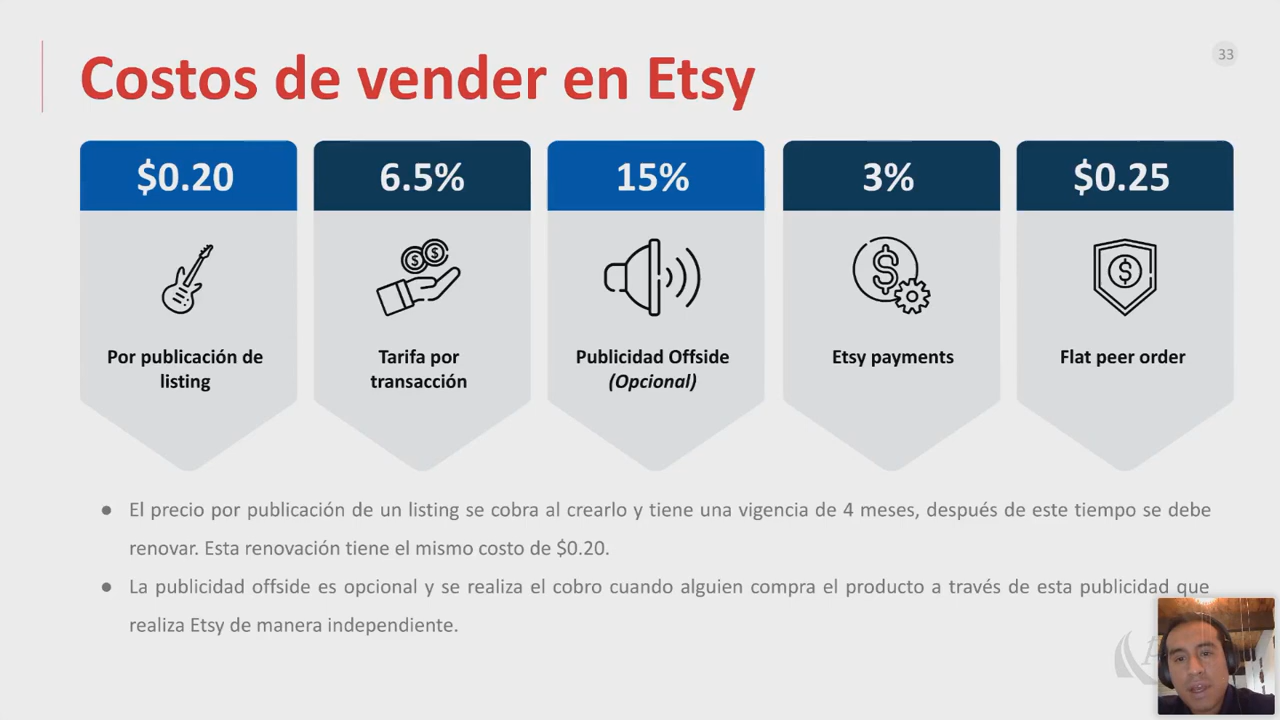 33
Costos de vender en Etsy
$0.20
6.5%
15%
3%
$0.25
Por publicación de
listing
Tarifa por
transacción
Publicidad Offside
(Opcional)
Etsy payments
Flat peer order
● El precio por publicación de un listing se cobra al crearlo y tiene una vigencia de 4 meses, después de este tiempo se debe
renovar. Esta renovación tiene el mismo costo de $0.20.
● La publicidad offside es opcional y se realiza el cobro cuando alguien compra el producto a través de esta publicidad que
realiza Etsy de manera independiente.